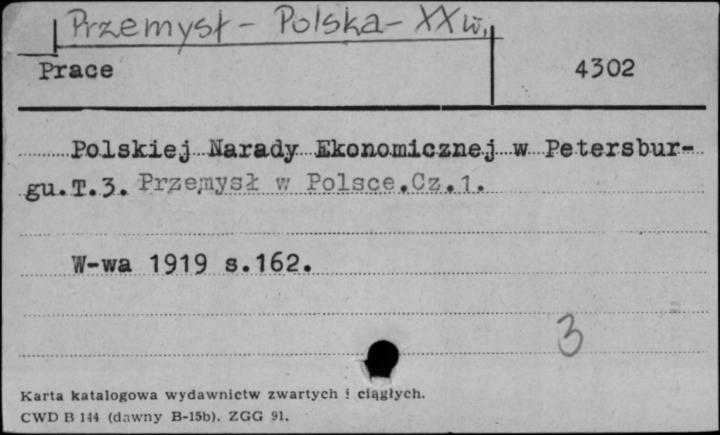 Przemysł - Polska - XX w.
Prace 4302
Polskiej Narady Ekonomicznej w Petersbur-
gu. T.3. Przemysł w Polsce. Cz.1.
W-wa 1919 s.162.
3
Karta katalogowa wydawnictw zwartych i ciągłych.
CWD B 144 (dawny B-15b). ZGG 91.